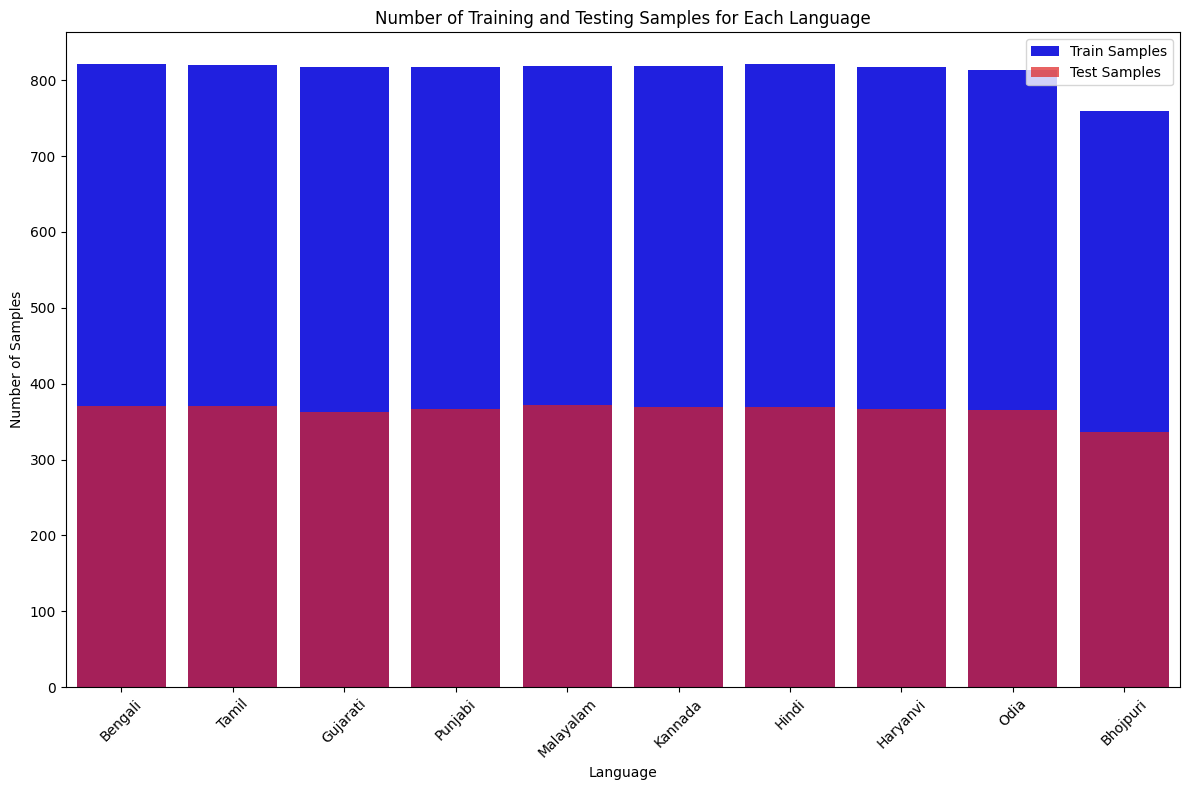 Number of Training and Testing Samples for Each Language
Train Samples
Test Samples
Number of Samples
800
700
600
500
400
300
200
100
0
Bengali
Tamil
Gujarati
Punjabi
Malayalam
Kannada
Hindi
Haryanvi
Odia
Bhojpuri
Language